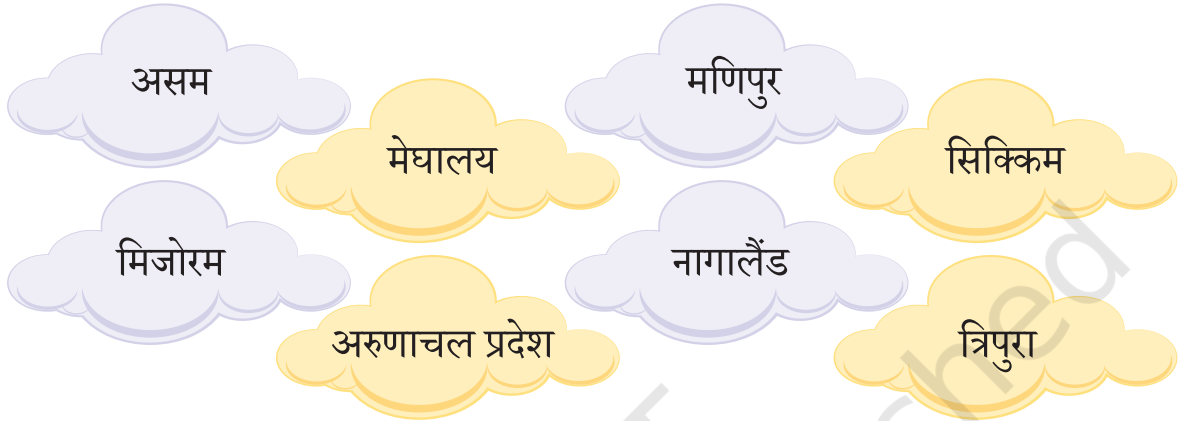 असम
मणिपुर
मेघालय
सिक्किम
मिजोरम
नागालैंड
अरुणाचल प्रदेश
त्रिपुरा